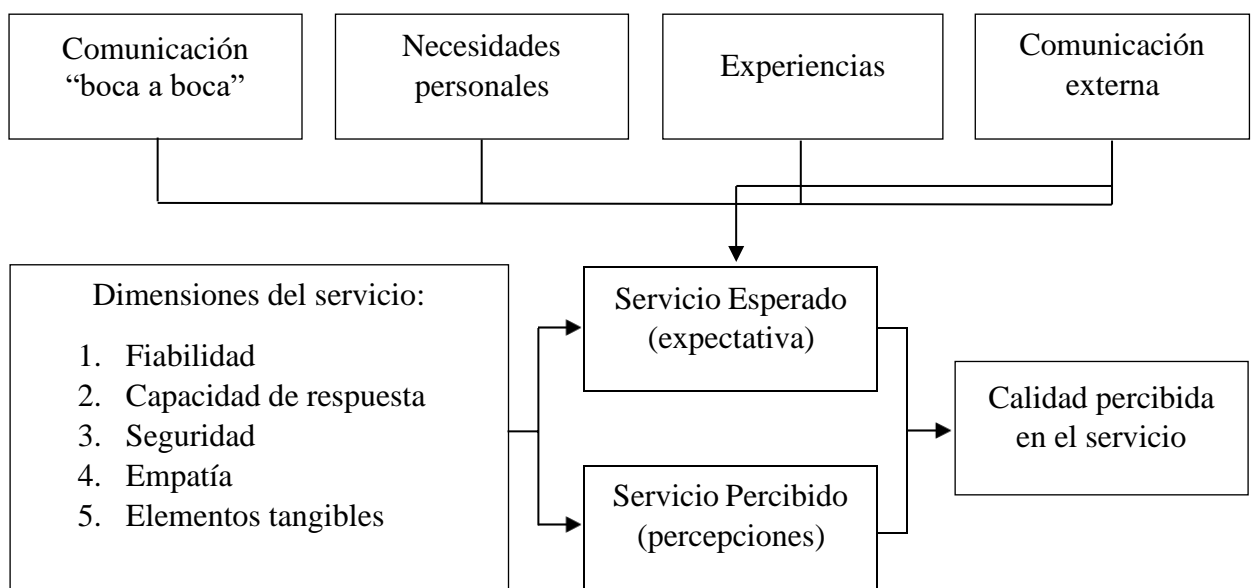 Comunicación
“boca a boca”
Necesidades
personales
Experiencias
Comunicación
externa
Dimensiones del servicio:
1. Fiabilidad
2. Capacidad de respuesta
3. Seguridad
4. Empatía
5. Elementos tangibles
Servicio Esperado
(expectativa)
Servicio Percibido
(percepciones)
Calidad percibida
en el servicio